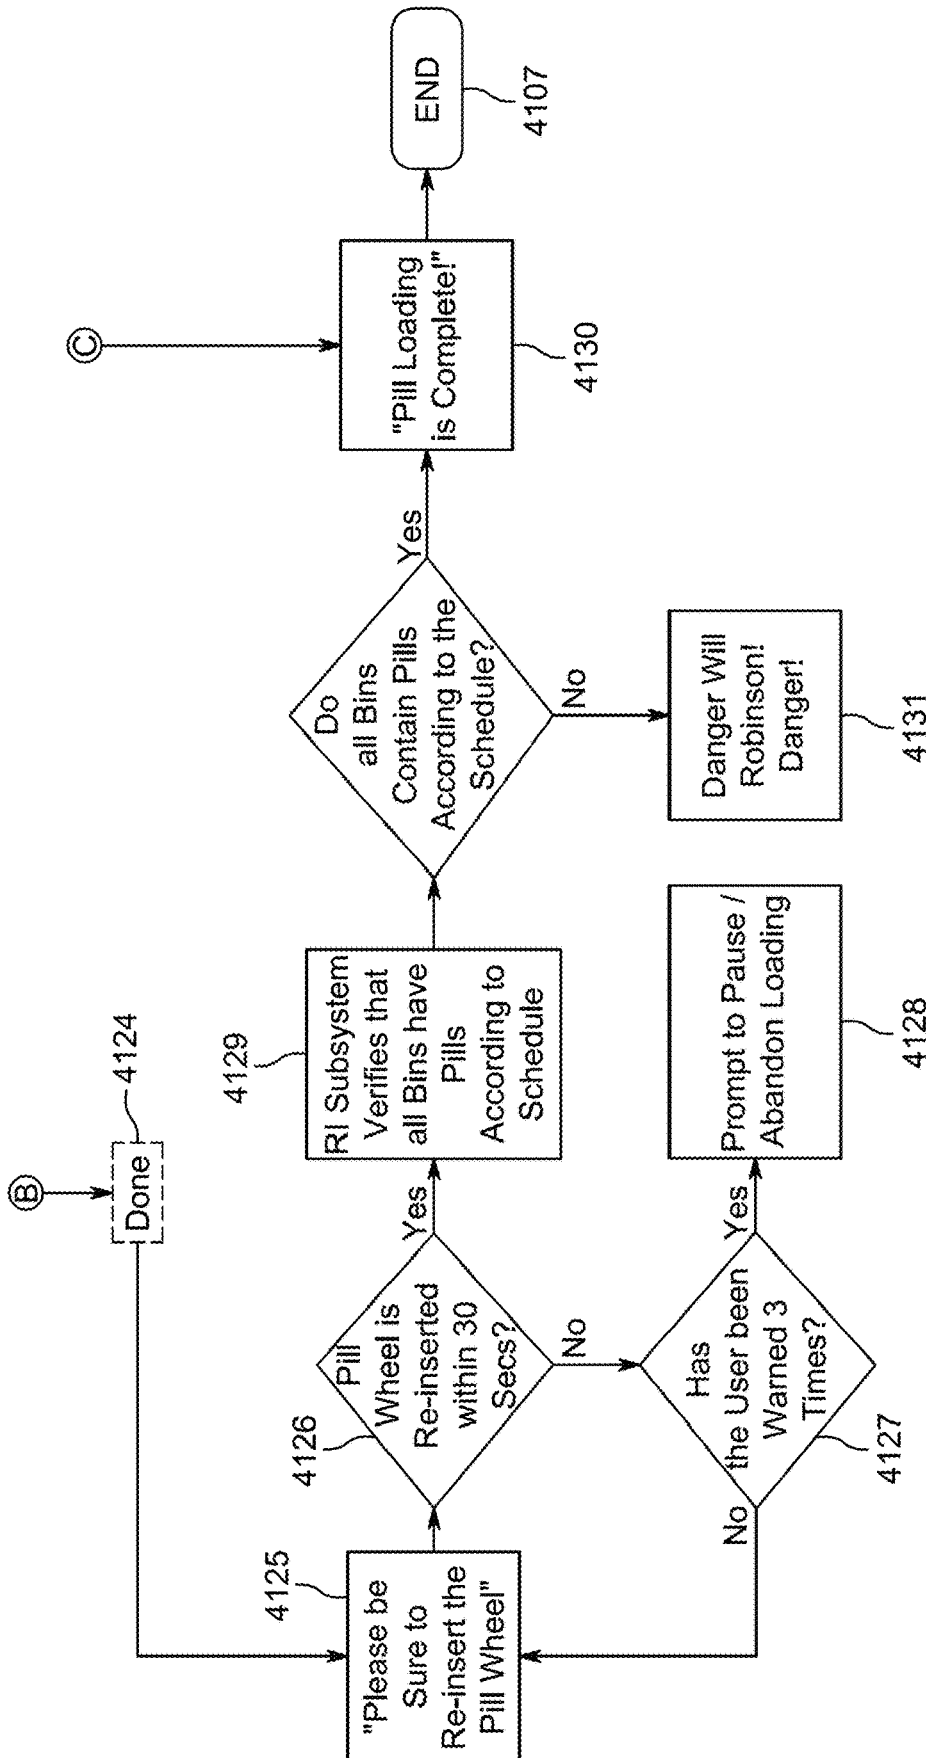 B
Done
4124
"Please be
Sure to
Re-insert the
Pill Wheel"
4125
Pill
Wheel is
Re-inserted
within 30
Secs?
4126
Yes
No
RI Subsystem
Verifies that
all Bins have
Pills
According to
Schedule
4129
Do
all Bins
Contain Pills
According to the
Schedule?
Yes
No
C
"Pill Loading
is Complete!"
4130
END
4107
Has
the User been
Warned 3
Times?
4127
No
Yes
Prompt to Pause /
Abandon Loading
4128
Danger Will
Robinson!
Danger!
4131